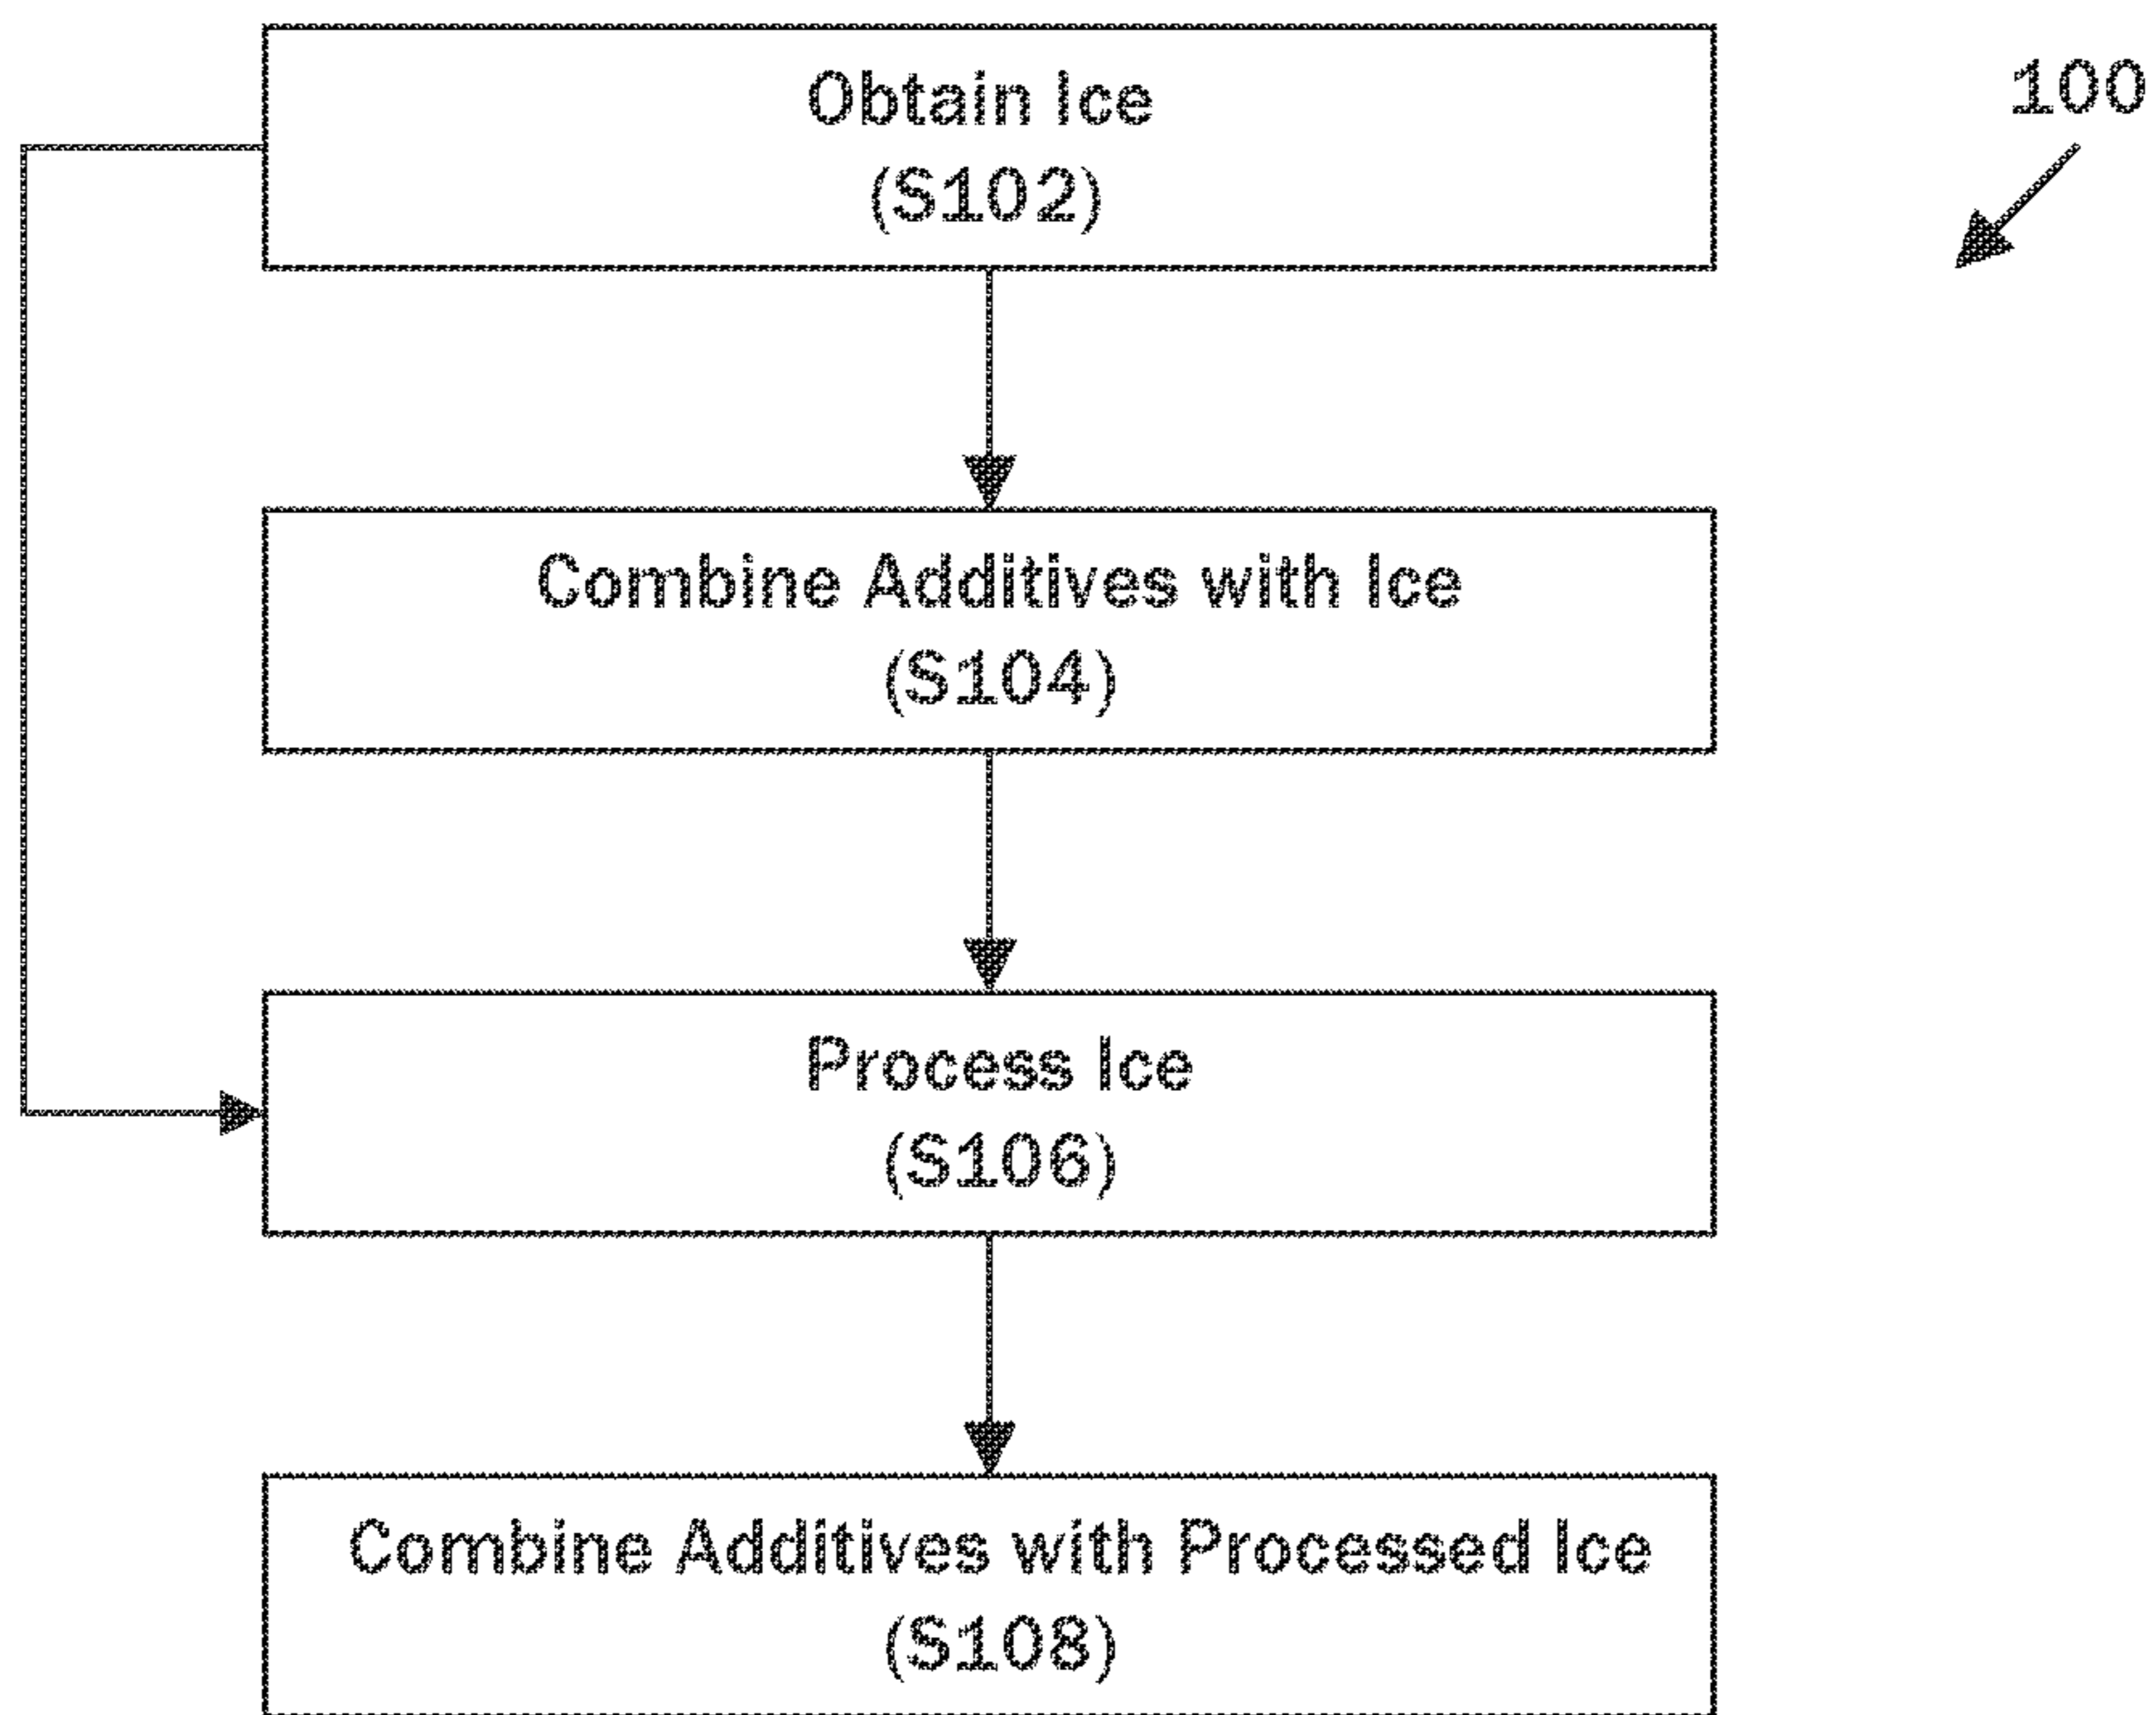 Obtain Ice
(S102)
100
Combine Additives with Ice
(S104)
Process Ice
(S106)
Combine Additives with Processed Ice
(S108)